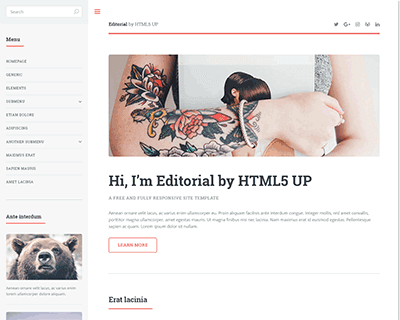 Search
Menu
HOMEPAGE
GENERIC
ELEMENTS
SUBMENU
ETIAM DOLORE
ADIPISCING
ANOTHER SUBMENU
MAXIMUS ERAT
SAPIEN MAURIS
AMET LACINIA
Ante interdum
Aenean ornare velit lacus, ac varius enim
lorem ullamcorper dolore aliquam.
Editorial by HTML5 UP
Hi, I’m Editorial by HTML5 UP
A FREE AND FULLY RESPONSIVE SITE TEMPLATE
Aenean ornare velit lacus, ac varius enim ullamcorper eu. Proin aliquam facilisis ante interdum congue. Integer mollis, nisl amet convallis,
porttitor magna ullamcorper, amet egestas mauris. Ut magna finibus nisi nec lacinia. Nam maximus erat id euismod egestas. Pellentesque
sapien ac quam. Lorem ipsum dolor sit nullam.
LEARN MORE
Erat lacinia